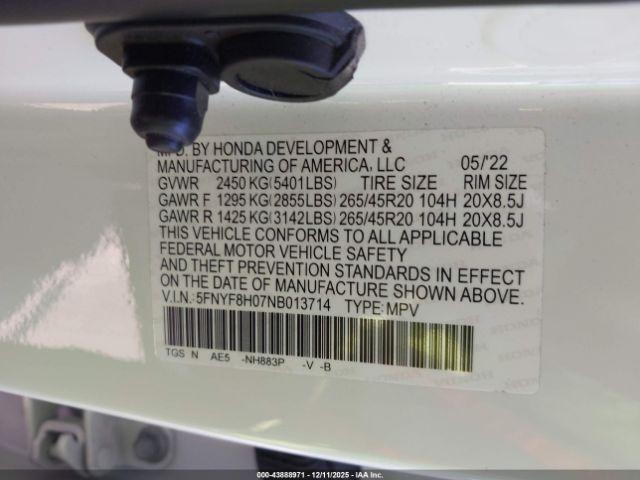 MFD. BY HONDA DEVELOPMENT &
MANUFACTURING OF AMERICA, LLC 05/'22
GVWR 2450 KG(5401LBS) TIRE SIZE RIM SIZE
GAWR F 1295 KG(2855LBS) 265/45R20 104H 20X8.5J
GAWR R 1425 KG(3142LBS) 265/45R20 104H 20X8.5J
THIS VEHICLE CONFORMS TO ALL APPLICABLE
FEDERAL MOTOR VEHICLE SAFETY
AND THEFT PREVENTION STANDARDS IN EFFECT
ON THE DATE OF MANUFACTURE SHOWN ABOVE.
V.I.N.:5FNYF8H07NB013714 TYPE:MPV
TGS N AE5 -NH883P -V -B
000-43888971 - 12/11/2025 - IAAI.com